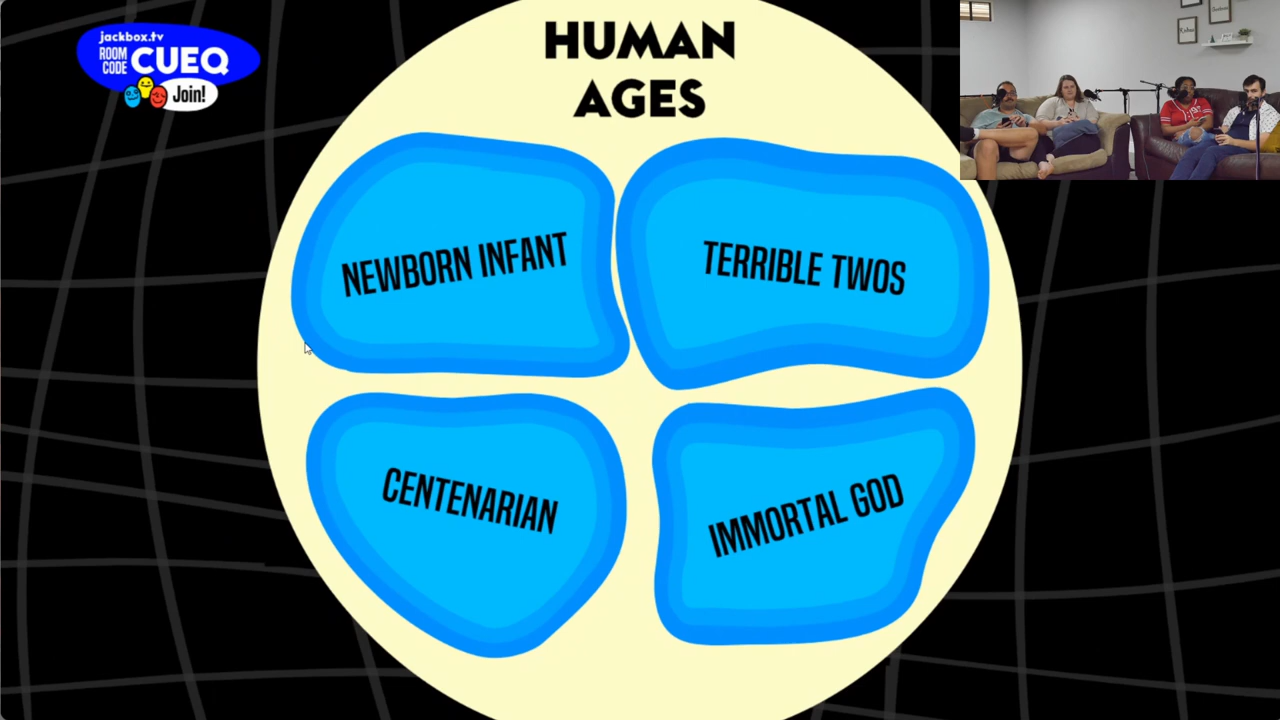 jackbox.tv
ROOM
CODE
CUEQ
Join!
HUMAN
AGES
NEWBORN INFANT
TERRIBLE TWOS
CENTENARIAN
IMMORTAL GOD